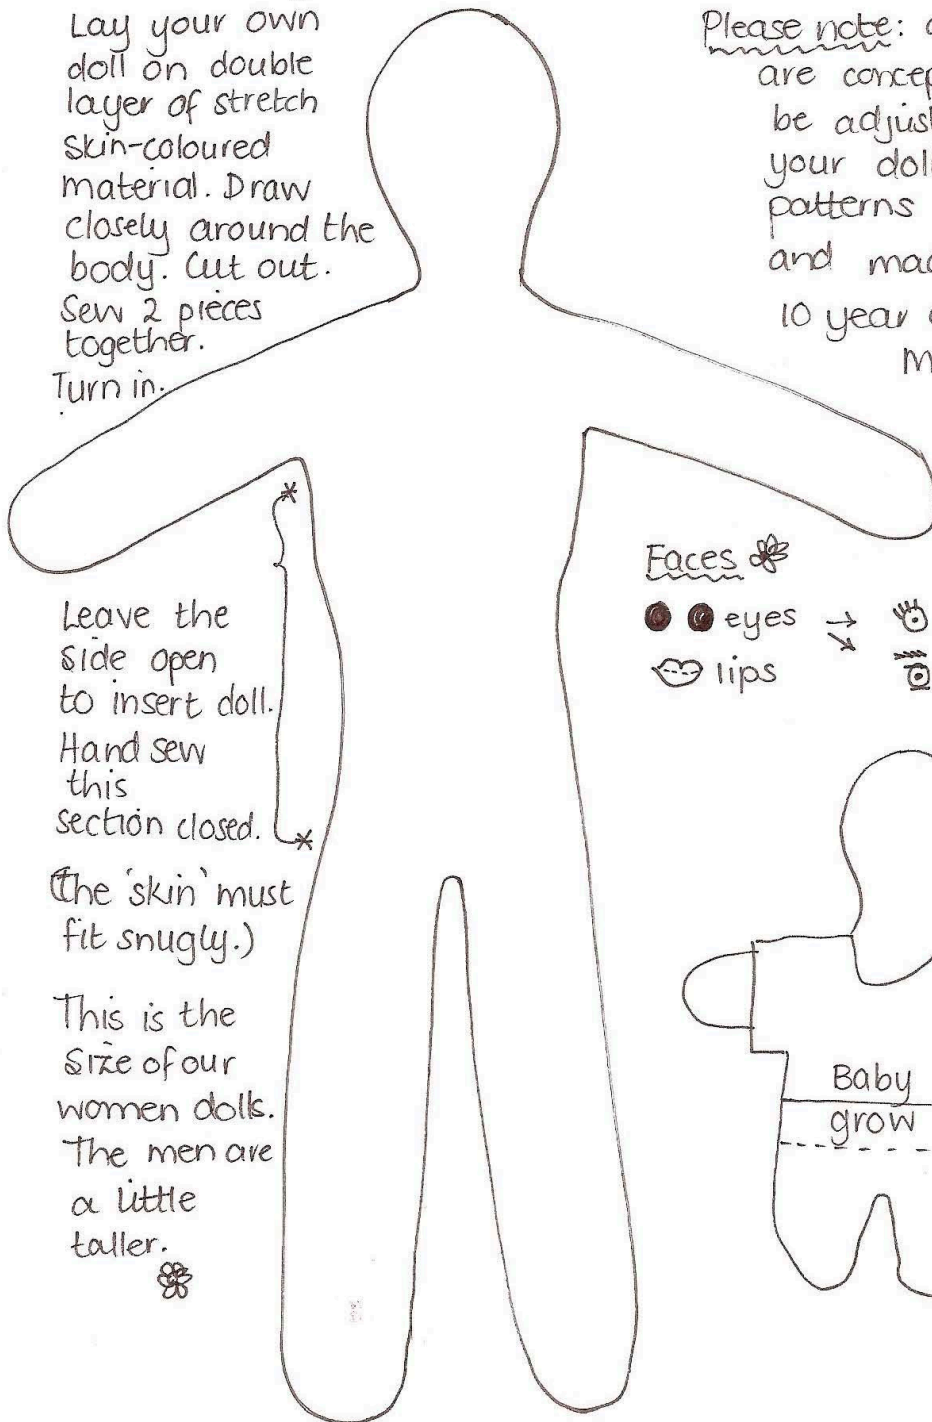 Lay your own
doll on double
layer of stretch
skin-coloured
material. Draw
closely around the
body. Cut out.
Sew 2 pieces
together.
Turn in.
Please note:
are
be
your
patterns
and
10 year
Leave the
side open
to insert doll.
Hand sew
this
section closed.
(The 'skin' must
fit snugly.)
This is the
size of our
women dolls.
The men are
a little
taller.
Faces
eyes
lips
Baby
grow